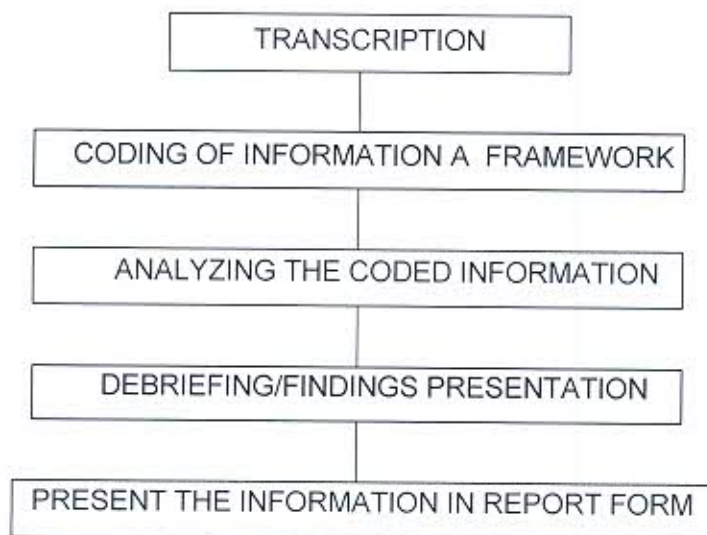 TRANSCRIPTION
CODING OF INFORMATION A FRAMEWORK
ANALYZING THE CODED INFORMATION
DEBRIEFING/FINDINGS PRESENTATION
PRESENT THE INFORMATION IN REPORT FORM